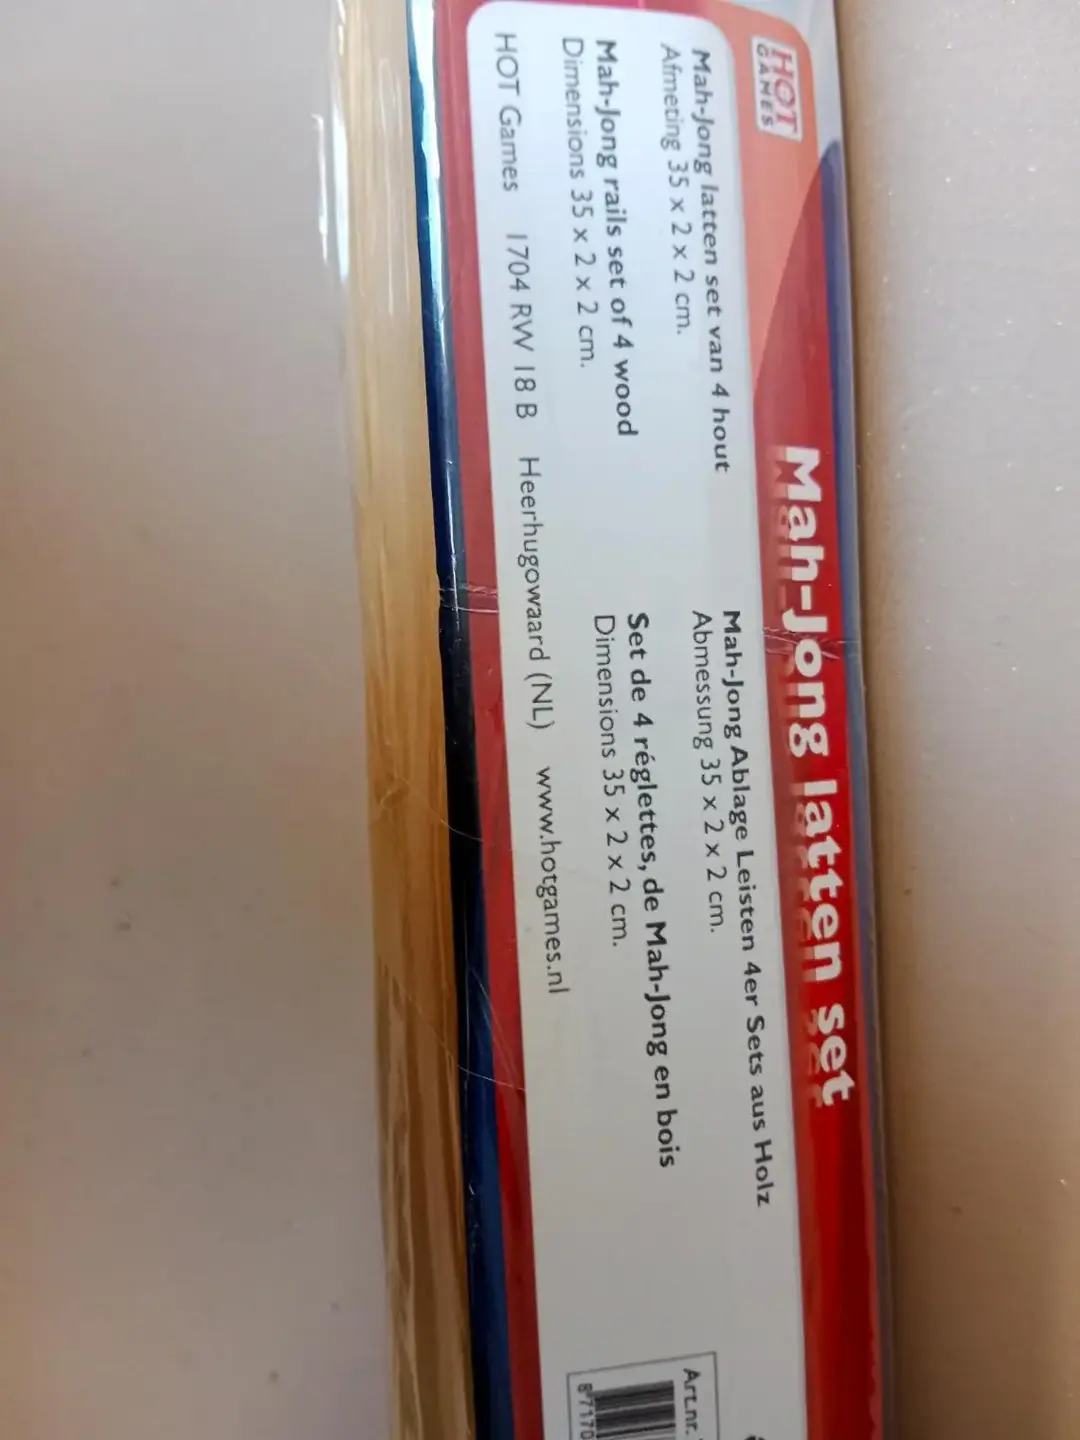 HOT
GAMES
Mah-Jong latten set
Mah-Jong latten set van 4 hout
Afmeting 35 x 2 x 2 cm.
Mah-Jong rails set of 4 wood
Dimensions 35 x 2 x 2 cm.
Mah-Jong Ablage Leisten 4er Sets aus Holz
Abmessung 35 x 2 x 2 cm.
Set de 4 réglettes, de Mah-Jong en bois
Dimensions 35 x 2 x 2 cm.
HOT Games 1704 RW 18 B Heerhugowaard (NL) www.hotgames.nl
Art.nr.
8 7170